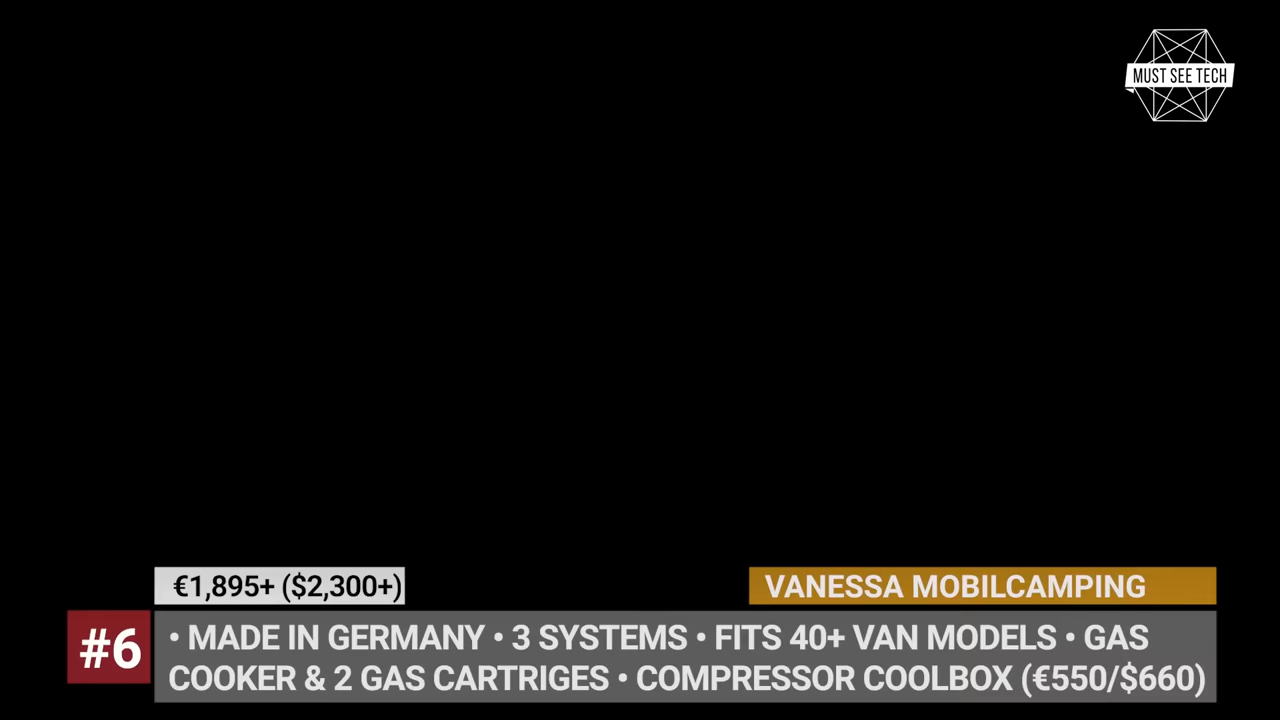 MUST SEE TECH
€1,895+ ($2,300+)
VANESSA MOBILCAMPING
#6
• MADE IN GERMANY • 3 SYSTEMS • FITS 40+ VAN MODELS • GAS
COOKER & 2 GAS CARTRIGES • COMPRESSOR COOLBOX (€550/$660)